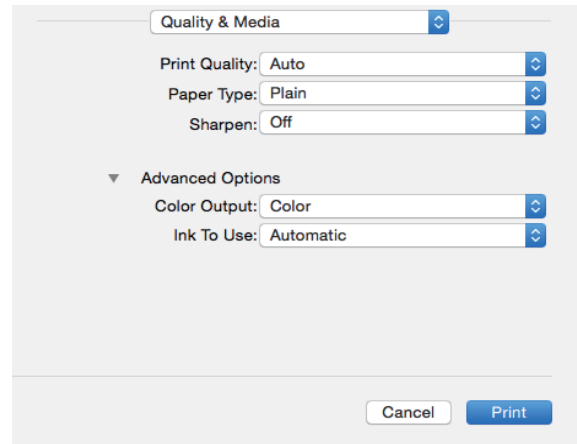 Quality & Media
Print Quality: Auto
Paper Type: Plain
Sharpen: Off
Advanced Options
Color Output: Color
Ink To Use: Automatic
Cancel Print